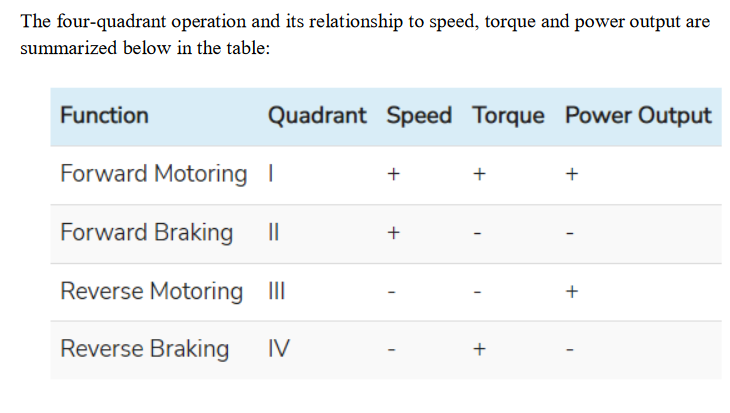 The four-quadrant operation and its relationship to speed, torque and power output are
summarized below in the table:
Function Quadrant Speed Torque Power Output
Forward Motoring I + + +
Forward Braking II + - -
Reverse Motoring III - - +
Reverse Braking IV - + -